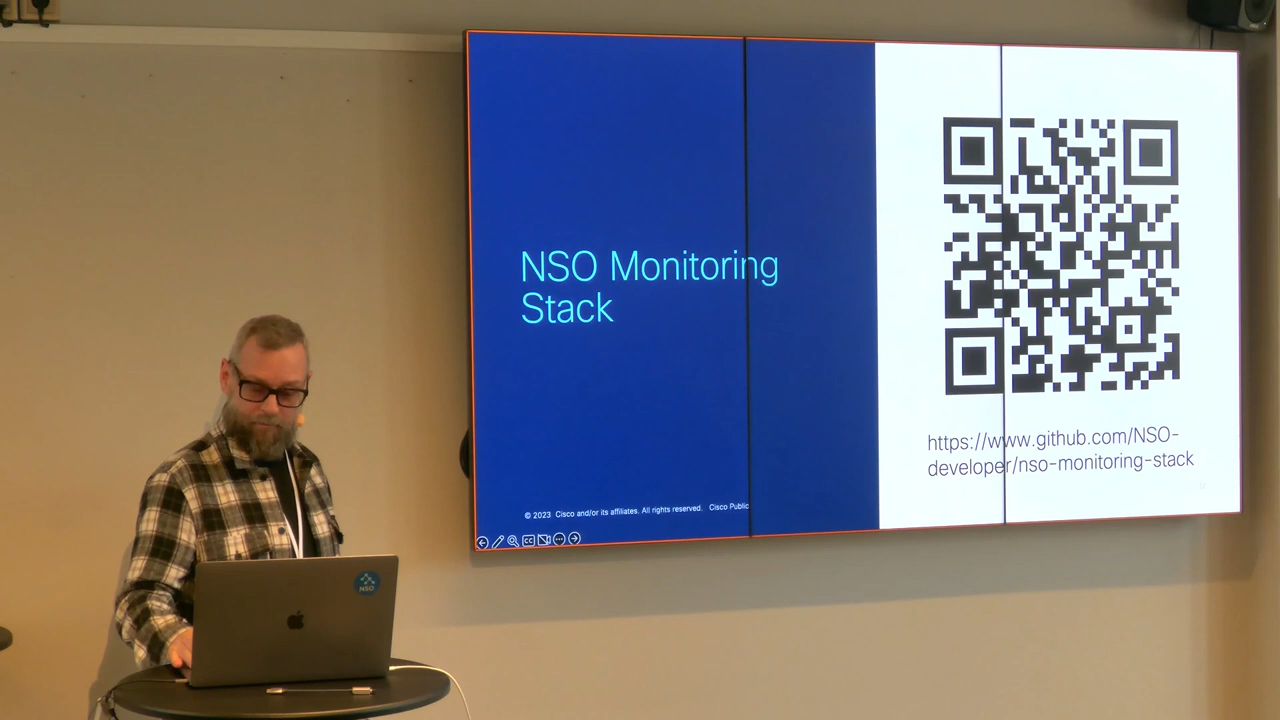 NSO Monitoring
Stack
https://www.github.com/NSO-
developer/nso-monitoring-stack
© 2023 Cisco and/or its affiliates. All rights reserved. Cisco Public
CC
NSO